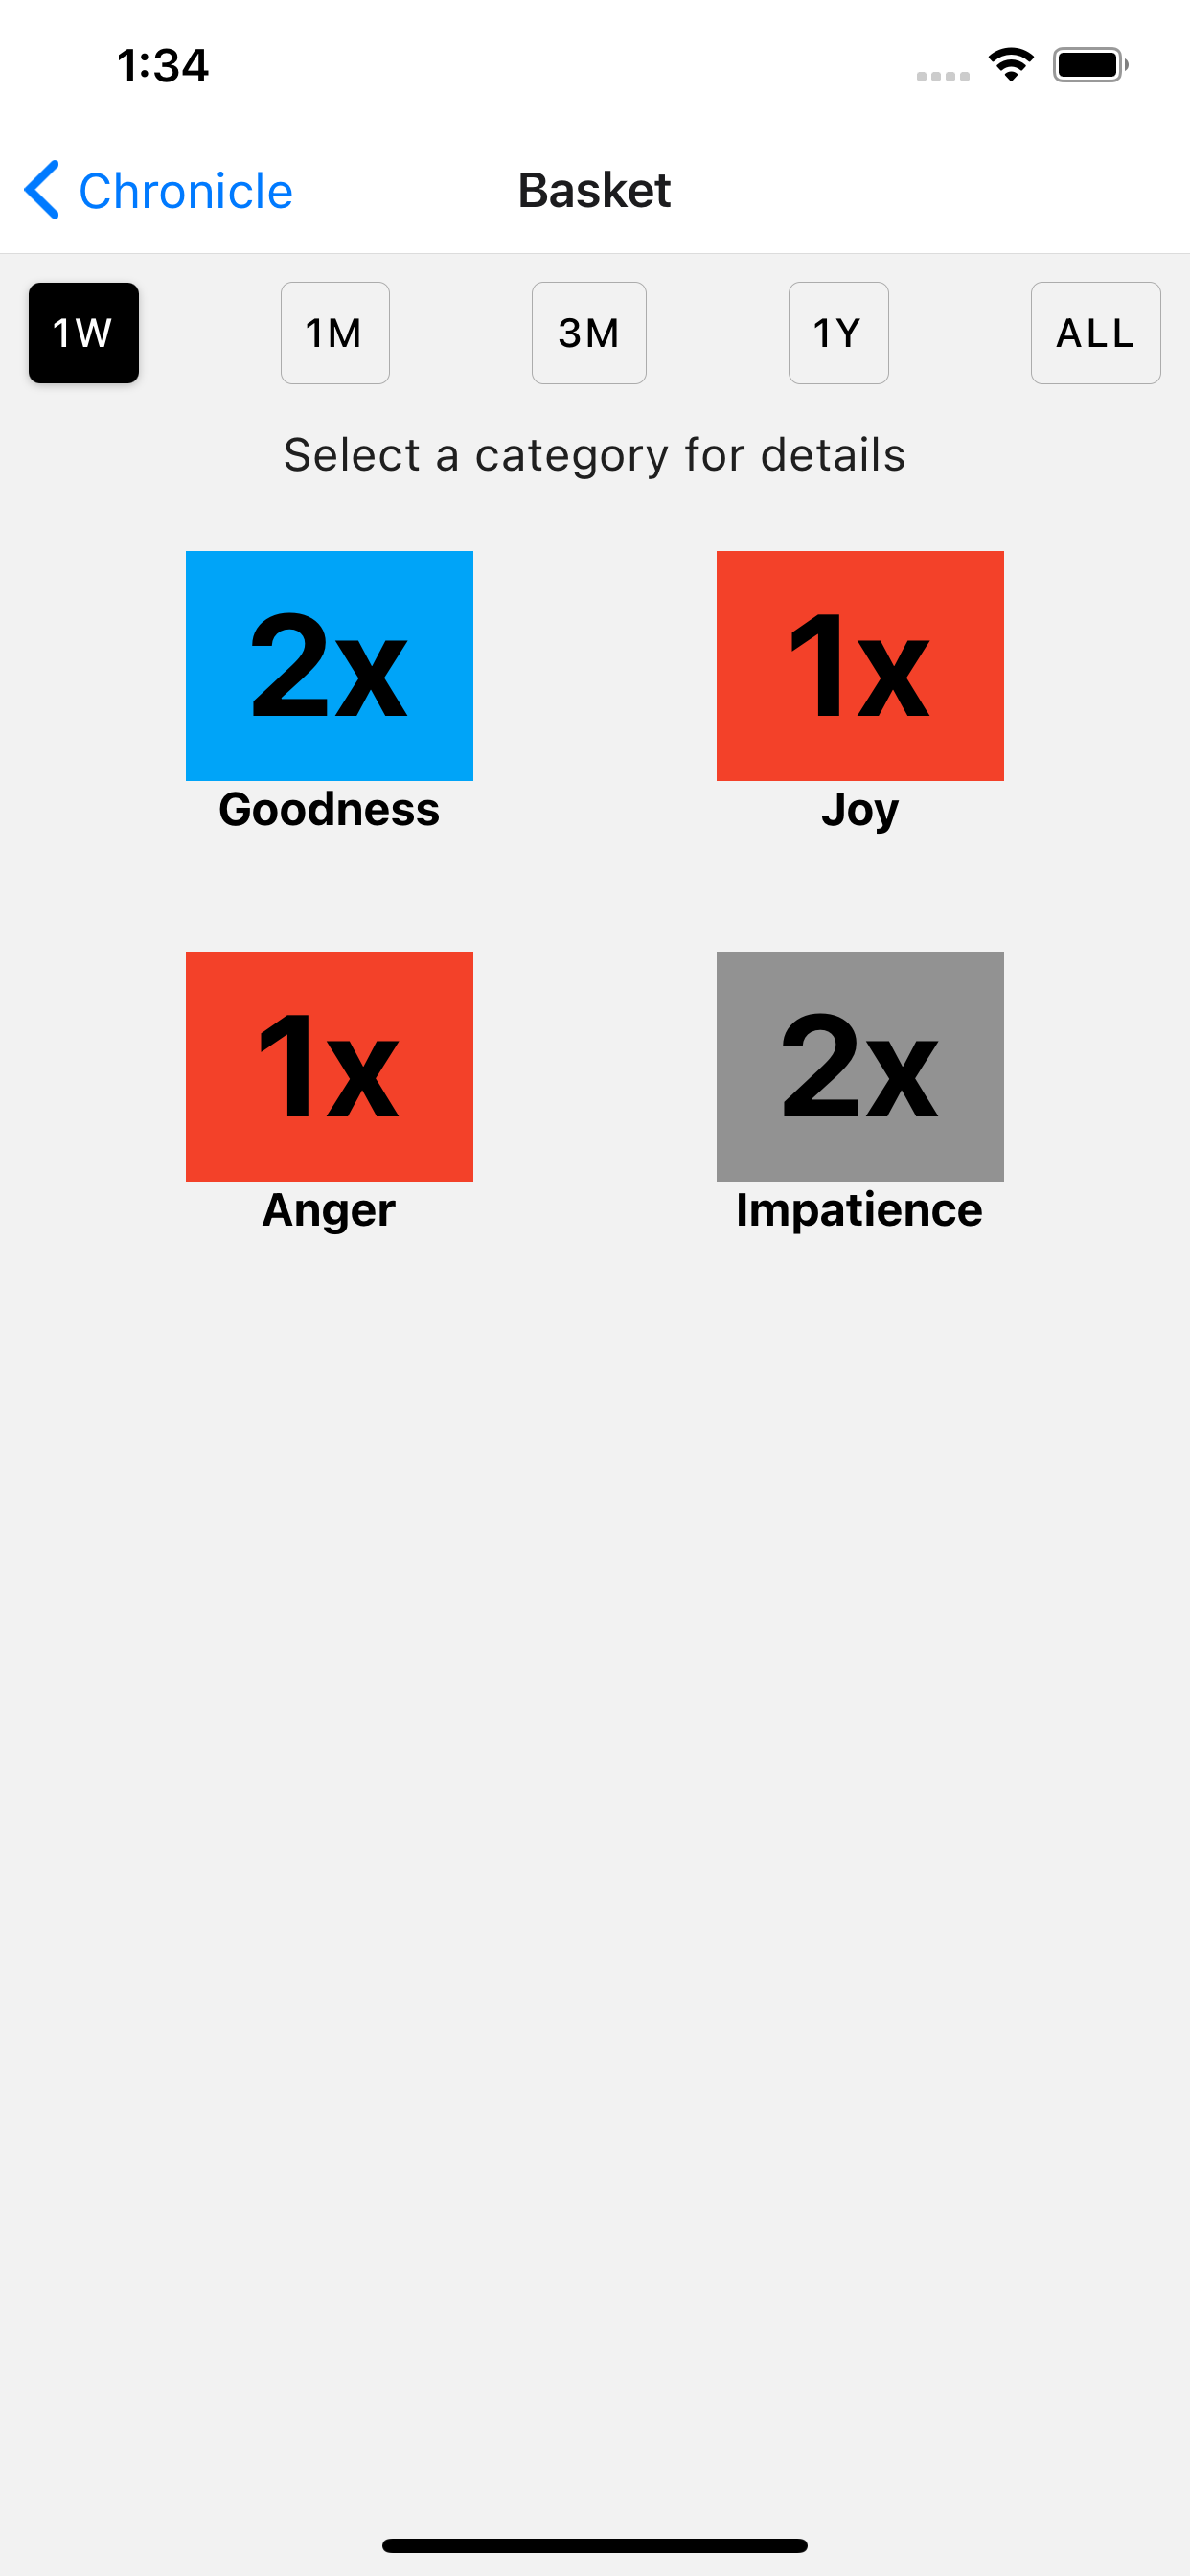 1:34
Chronicle
Basket
1W 1M 3M 1Y ALL
Select a category for details
2x 1x
Goodness Joy
1x 2x
Anger Impatience